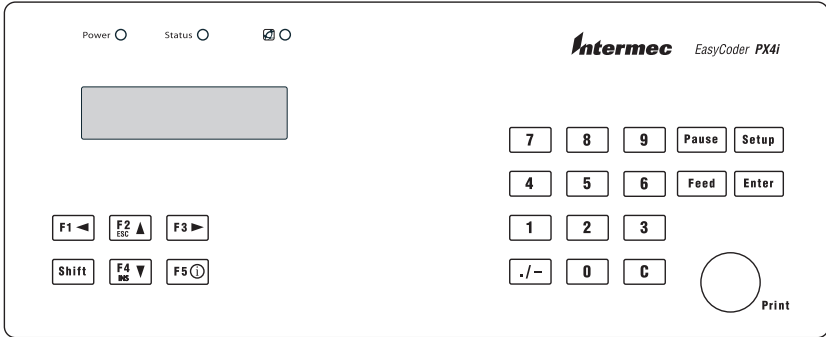 Power Status
Intermec EasyCoder PX4i
7 8 9 Pause Setup
4 5 6 Feed Enter
F1 F2 ESC F3
1 2 3
Shift F4 INS F5 i
./- 0 C
Print